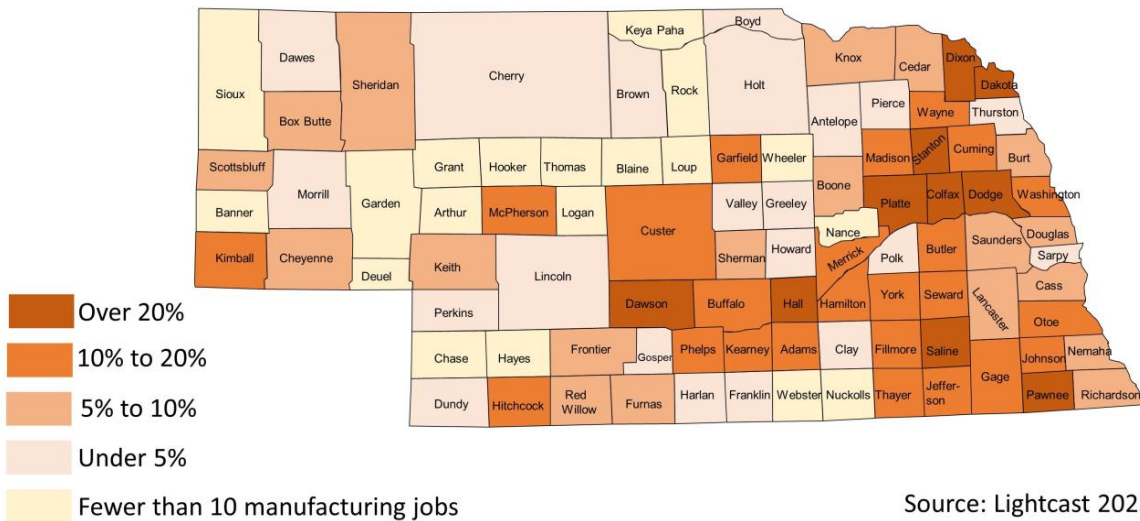 Keya Paha
Boyd
Dawes
Cherry
Sheridan
Sioux
Brown
Rock
Holt
Knox
Cedar
Dixon
Dakota
Box Butte
Antelope
Pierce
Wayne
Thurston
Scottsbluff
Morrill
Garden
Grant
Hooker
Thomas
Blaine
Loup
Garfield
Wheeler
Boone
Madison
Stanton
Cuming
Burt
Banner
Arthur
McPherson
Logan
Custer
Valley
Greeley
Platte
Colfax
Dodge
Washington
Nance
Kimball
Cheyenne
Deuel
Keith
Lincoln
Sherman
Howard
Merrick
Polk
Butler
Saunders
Douglas
Sarpy
Perkins
Dawson
Buffalo
Hall
Hamilton
York
Seward
Lancaster
Cass
Otoe
Chase
Hayes
Frontier
Gosper
Phelps
Kearney
Adams
Clay
Fillmore
Saline
Gage
Johnson
Nemaha
Dundy
Hitchcock
Red
Willow
Furnas
Harlan
Franklin
Webster
Nuckolls
Thayer
Jeffer-
son
Pawnee
Richardson
Over 20%
10% to 20%
5% to 10%
Under 5%
Fewer than 10 manufacturing jobs
Source: Lightcast 202